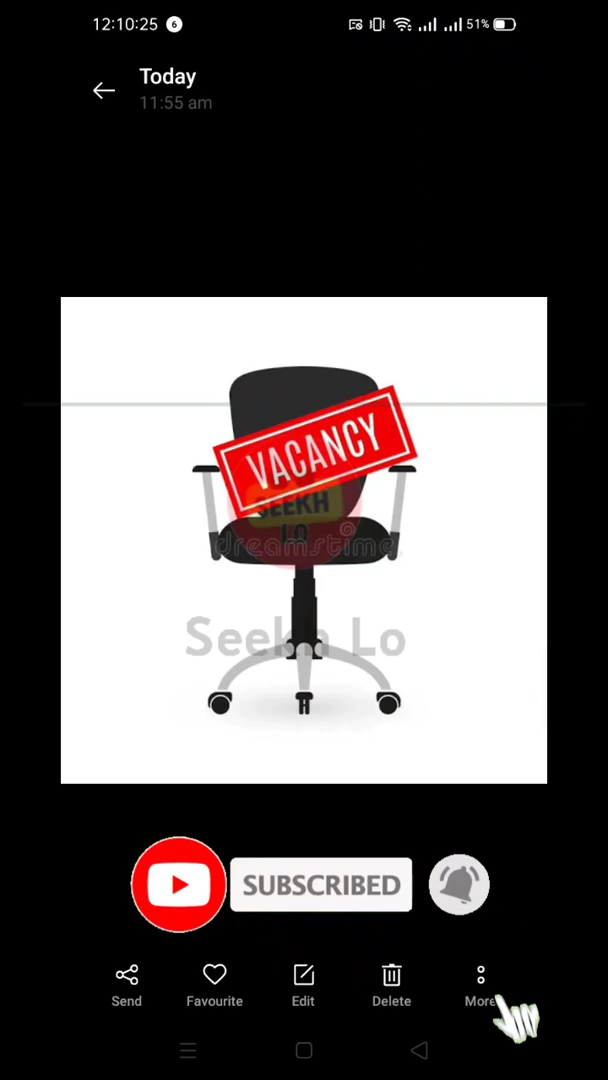 12:10:25 6 51%
Today
11:55 am
VACANCY
SEEKH
LO
dreamstime.
Seekh Lo
SUBSCRIBED
Send Favourite Edit Delete More